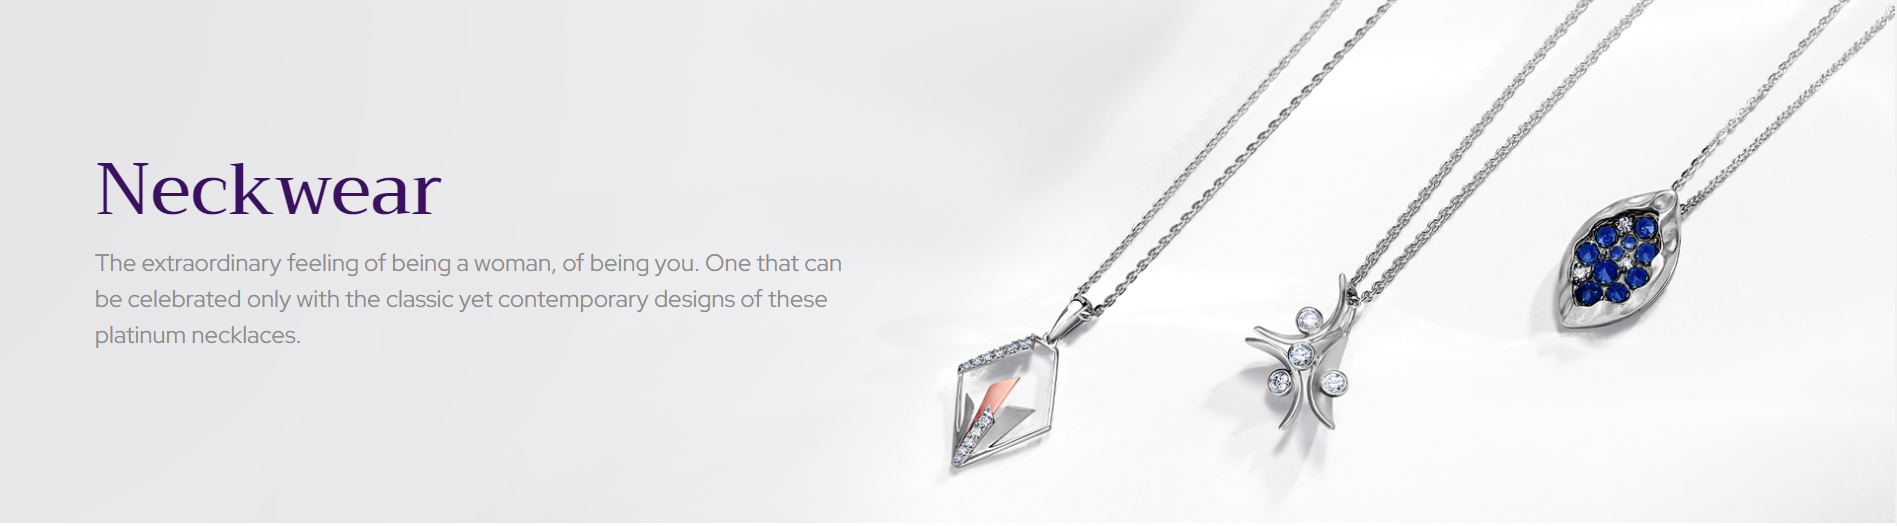 Neckwear
The extraordinary feeling of being a woman, of being you. One that can
be celebrated only with the classic yet contemporary designs of these
platinum necklaces.